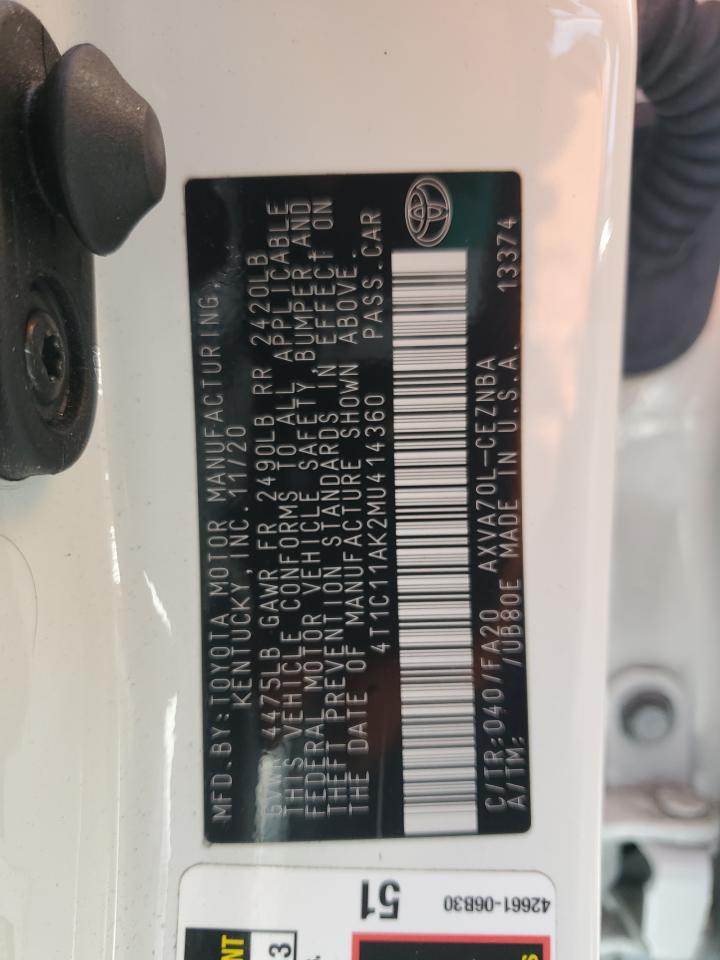 MFD.BY:TOYOTA MOTOR MANUFACTURING,
KENTUCKY, INC.11/20
GVWR 4475LB GAWR FR 2490LB RR 2420LB
THIS VEHICLE CONFORMS TO ALL APPLICABLE
FEDERAL MOTOR VEHICLE SAFETY, BUMPER AND
THEFT PREVENTION STANDARDS IN EFFECT ON
THE DATE OF MANUFACTURE SHOWN ABOVE.
4T1C11AK2MU414360 PASS.CAR
C/TR:040/FA20 AXVA70L-CEZNBA 13374
A/TM: /UB80E MADE IN U.S.A.
51
42661-06B30
NT
3